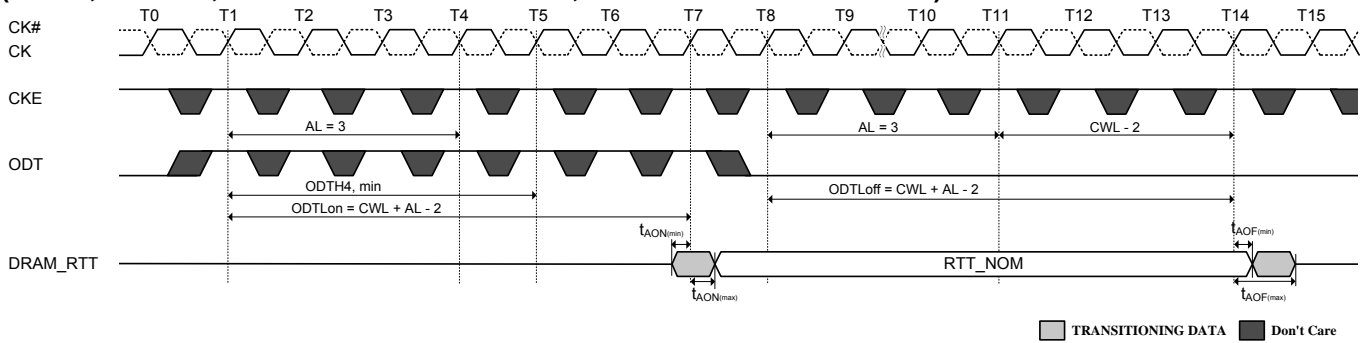 T0 T1 T2 T3 T4 T5 T6 T7 T8 T9 T10 T11 T12 T13 T14 T15
CK#
CK
CKE
AL = 3 AL = 3 CWL - 2
ODT
ODTH4, min ODTLoff = CWL + AL - 2
ODTLon = CWL + AL - 2
tAON(min) tAOF(min)
DRAM_RTT RTT_NOM
tAON(max) tAOF(max)
TRANSITIONING DATA Don't Care